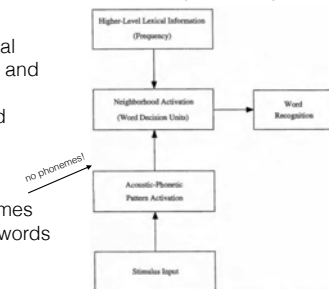 Higher-Level Lexical Information
(Frequency)
al
and
d
Neighborhood Activation
(Word Decision Units)
Word
Recognition
no phonemes!
Acoustic-Phonetic
Pattern Activation
mes
words
Stimulus Input